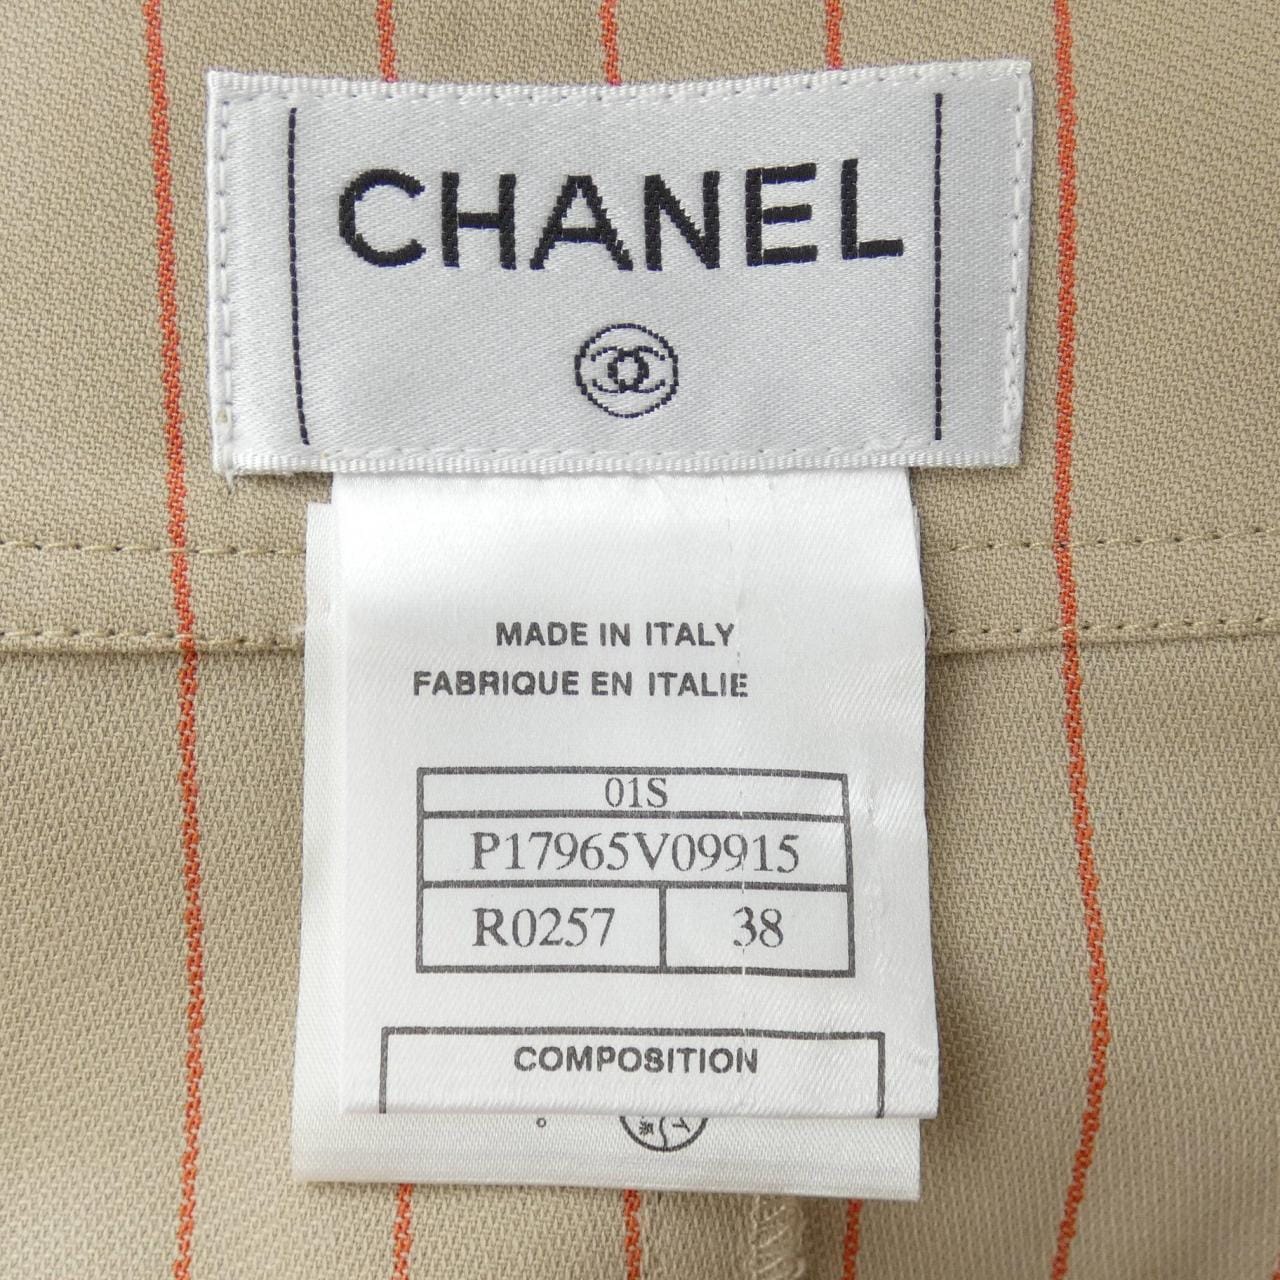 CHANEL
MADE IN ITALY
FABRIQUE EN ITALIE
01S
P17965V09915
R0257 38
COMPOSITION